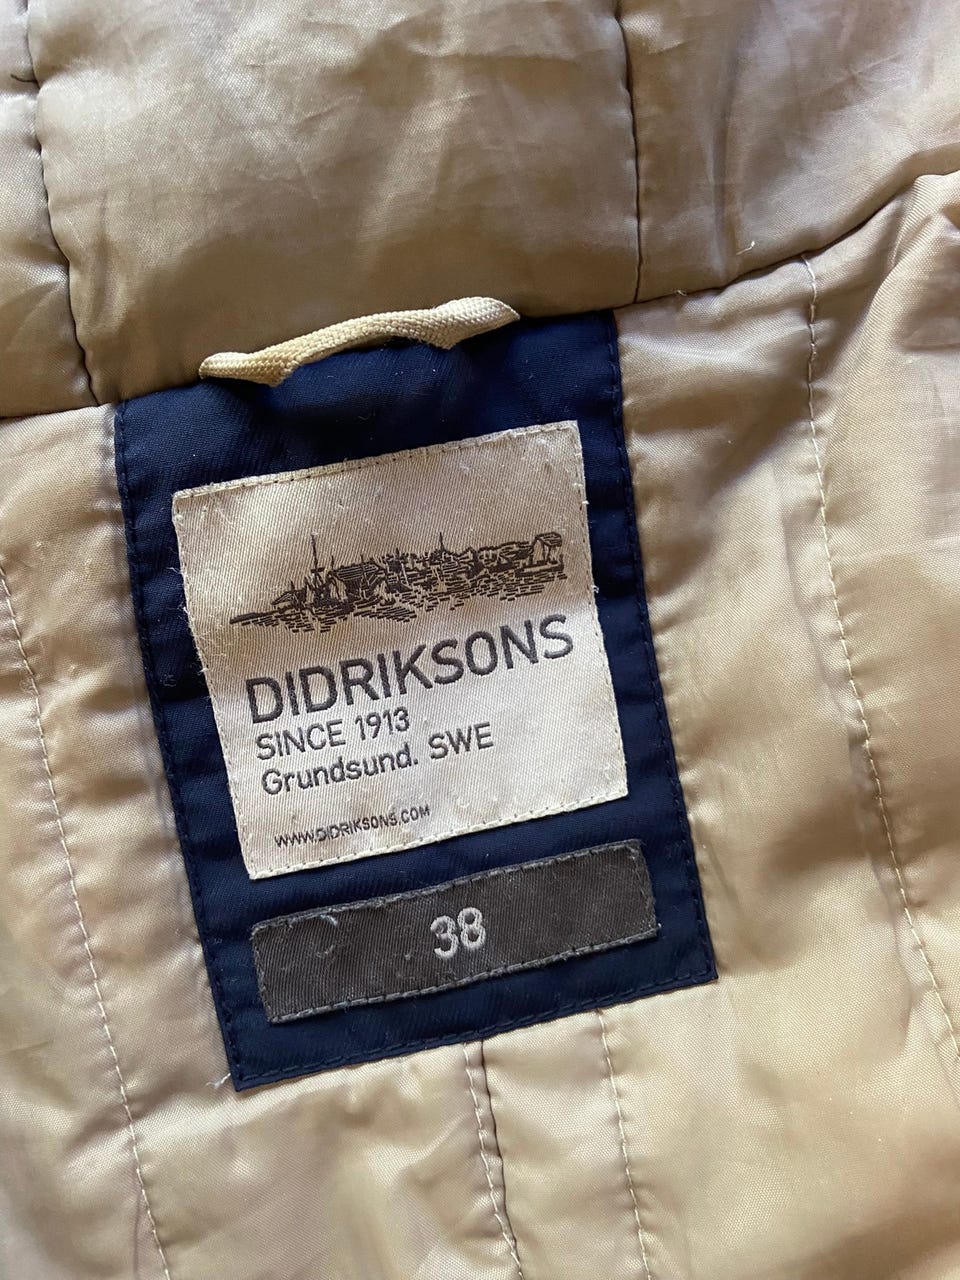 DIDRIKSONS
SINCE 1913
Grundsund. SWE
WWW.DIDRIKSONS.COM
38